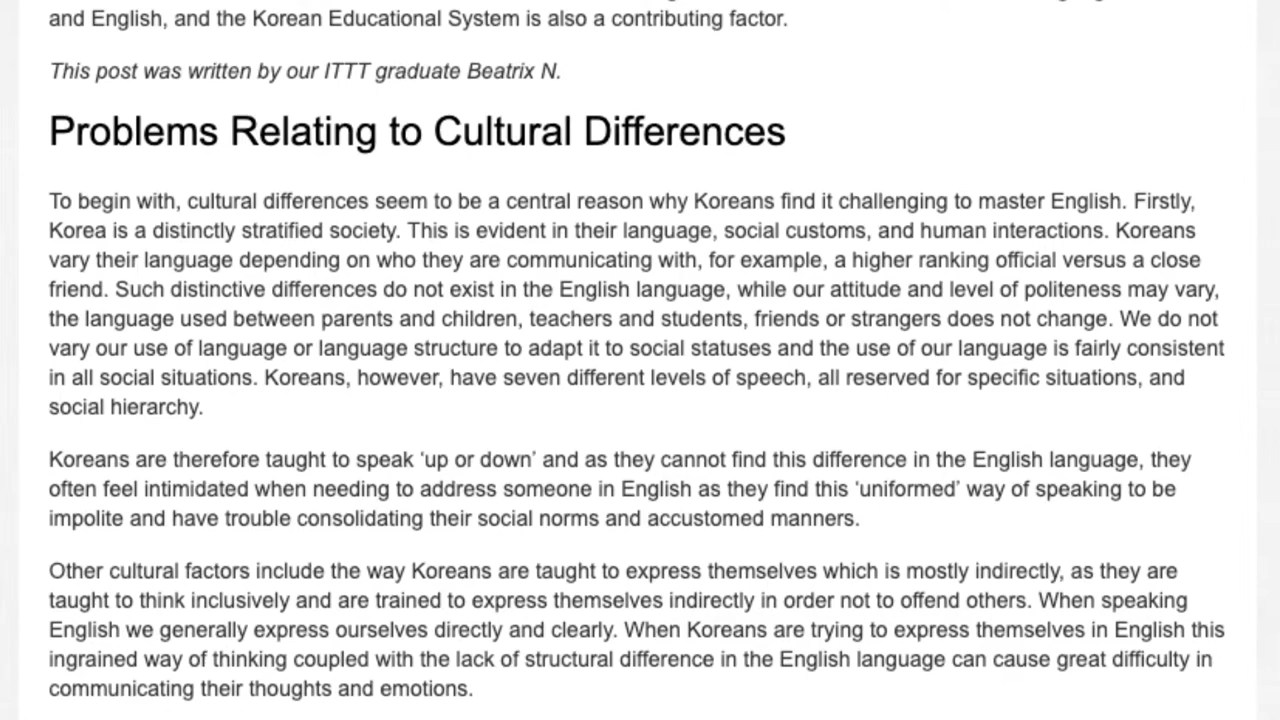 and English, and the Korean Educational System is also a contributing factor.
This post was written by our ITTT graduate Beatrix N.
Problems Relating to Cultural Differences
To begin with, cultural differences seem to be a central reason why Koreans find it challenging to master English. Firstly,
Korea is a distinctly stratified society. This is evident in their language, social customs, and human interactions. Koreans
vary their language depending on who they are communicating with, for example, a higher ranking official versus a close
friend. Such distinctive differences do not exist in the English language, while our attitude and level of politeness may vary,
the language used between parents and children, teachers and students, friends or strangers does not change. We do not
vary our use of language or language structure to adapt it to social statuses and the use of our language is fairly consistent
in all social situations. Koreans, however, have seven different levels of speech, all reserved for specific situations, and
social hierarchy.
Koreans are therefore taught to speak ‘up or down’ and as they cannot find this difference in the English language, they
often feel intimidated when needing to address someone in English as they find this ‘uniformed’ way of speaking to be
impolite and have trouble consolidating their social norms and accustomed manners.
Other cultural factors include the way Koreans are taught to express themselves which is mostly indirectly, as they are
taught to think inclusively and are trained to express themselves indirectly in order not to offend others. When speaking
English we generally express ourselves directly and clearly. When Koreans are trying to express themselves in English this
ingrained way of thinking coupled with the lack of structural difference in the English language can cause great difficulty in
communicating their thoughts and emotions.